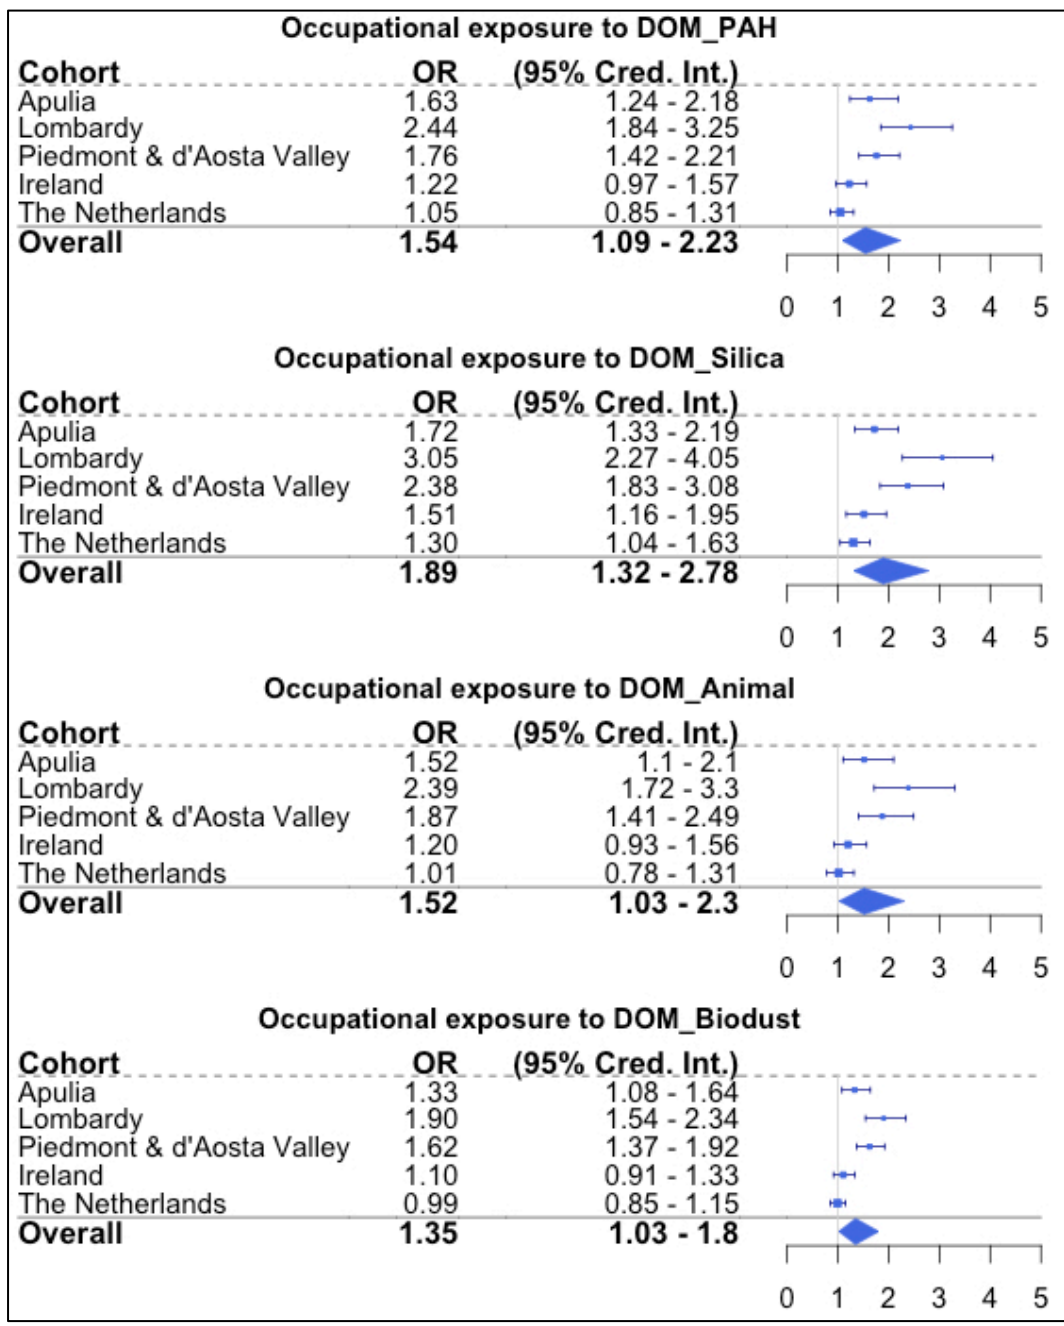 Occupational exposure to DOM_PAH
Cohort OR (95% Cred. Int.)
Apulia 1.63 1.24 - 2.18
Lombardy 2.44 1.84 - 3.25
Piedmont & d'Aosta Valley 1.76 1.42 - 2.21
Ireland 1.22 0.97 - 1.57
The Netherlands 1.05 0.85 - 1.31
Overall 1.54 1.09 - 2.23
0 1 2 3 4 5
Occupational exposure to DOM_Silica
Cohort OR (95% Cred. Int.)
Apulia 1.72 1.33 - 2.19
Lombardy 3.05 2.27 - 4.05
Piedmont & d'Aosta Valley 2.38 1.83 - 3.08
Ireland 1.51 1.16 - 1.95
The Netherlands 1.30 1.04 - 1.63
Overall 1.89 1.32 - 2.78
0 1 2 3 4 5
Occupational exposure to DOM_Animal
Cohort OR (95% Cred. Int.)
Apulia 1.52 1.1 - 2.1
Lombardy 2.39 1.72 - 3.3
Piedmont & d'Aosta Valley 1.87 1.41 - 2.49
Ireland 1.20 0.93 - 1.56
The Netherlands 1.01 0.78 - 1.31
Overall 1.52 1.03 - 2.3
0 1 2 3 4 5
Occupational exposure to DOM_Biodust
Cohort OR (95% Cred. Int.)
Apulia 1.33 1.08 - 1.64
Lombardy 1.90 1.54 - 2.34
Piedmont & d'Aosta Valley 1.62 1.37 - 1.92
Ireland 1.10 0.91 - 1.33
The Netherlands 0.99 0.85 - 1.15
Overall 1.35 1.03 - 1.8
0 1 2 3 4 5